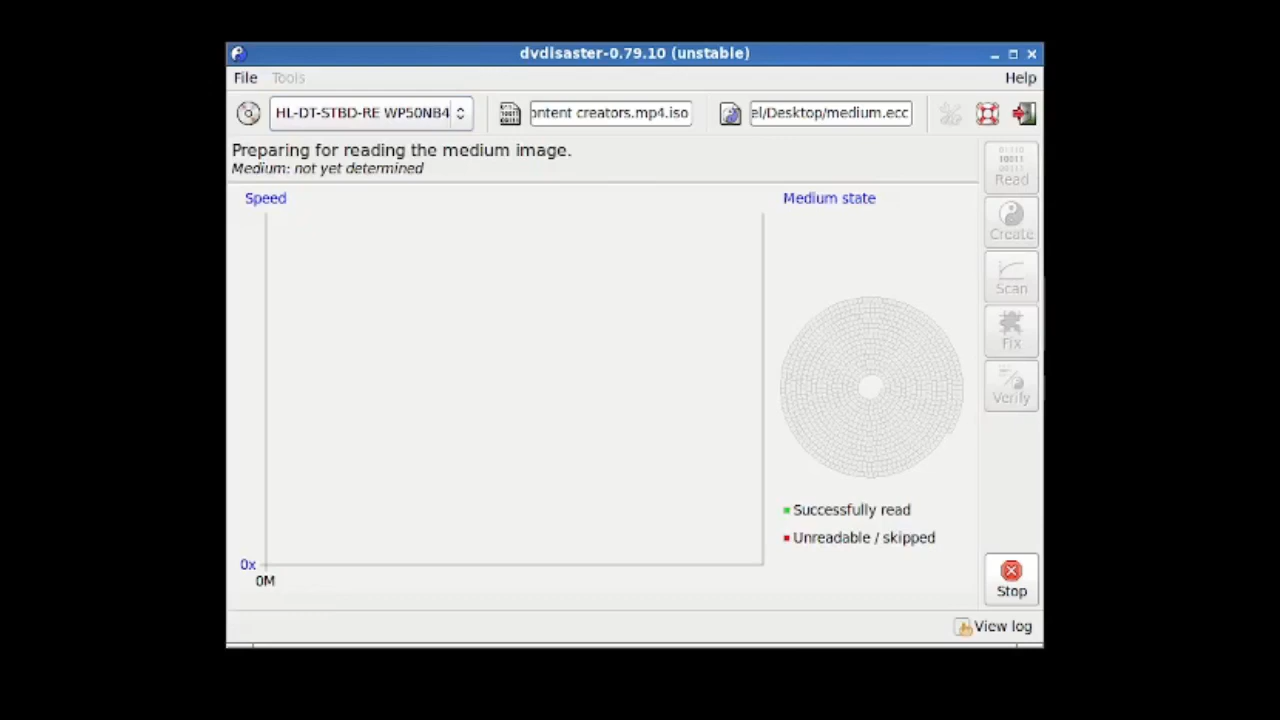 dvdisaster-0.79.10 (unstable)
File Tools Help
HL-DT-STBD-RE WP50NB4 ontent creators.mp4.iso el/Desktop/medium.ecc
Preparing for reading the medium image.
Medium: not yet determined
Speed
Medium state
0x
0M
Successfully read
Unreadable / skipped
Read
Create
Scan
Fix
Verify
Stop
View log